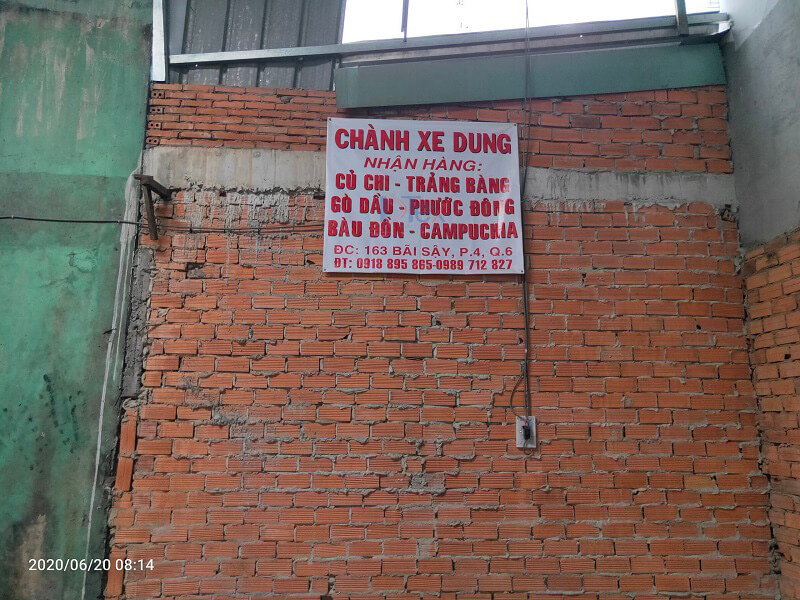 CHÀNH XE DUNG
NHẬN HÀNG:
CỦ CHI - TRẢNG BÀNG
GÒ DẦU - PHƯỚC ĐÔNG
BÀU ĐỒN - CAMPUCHIA
ĐC: 163 BÃI SẬY, P.4, Q.6
ĐT: 0918 895 865-0989 712 827
2020/06/20 08:14